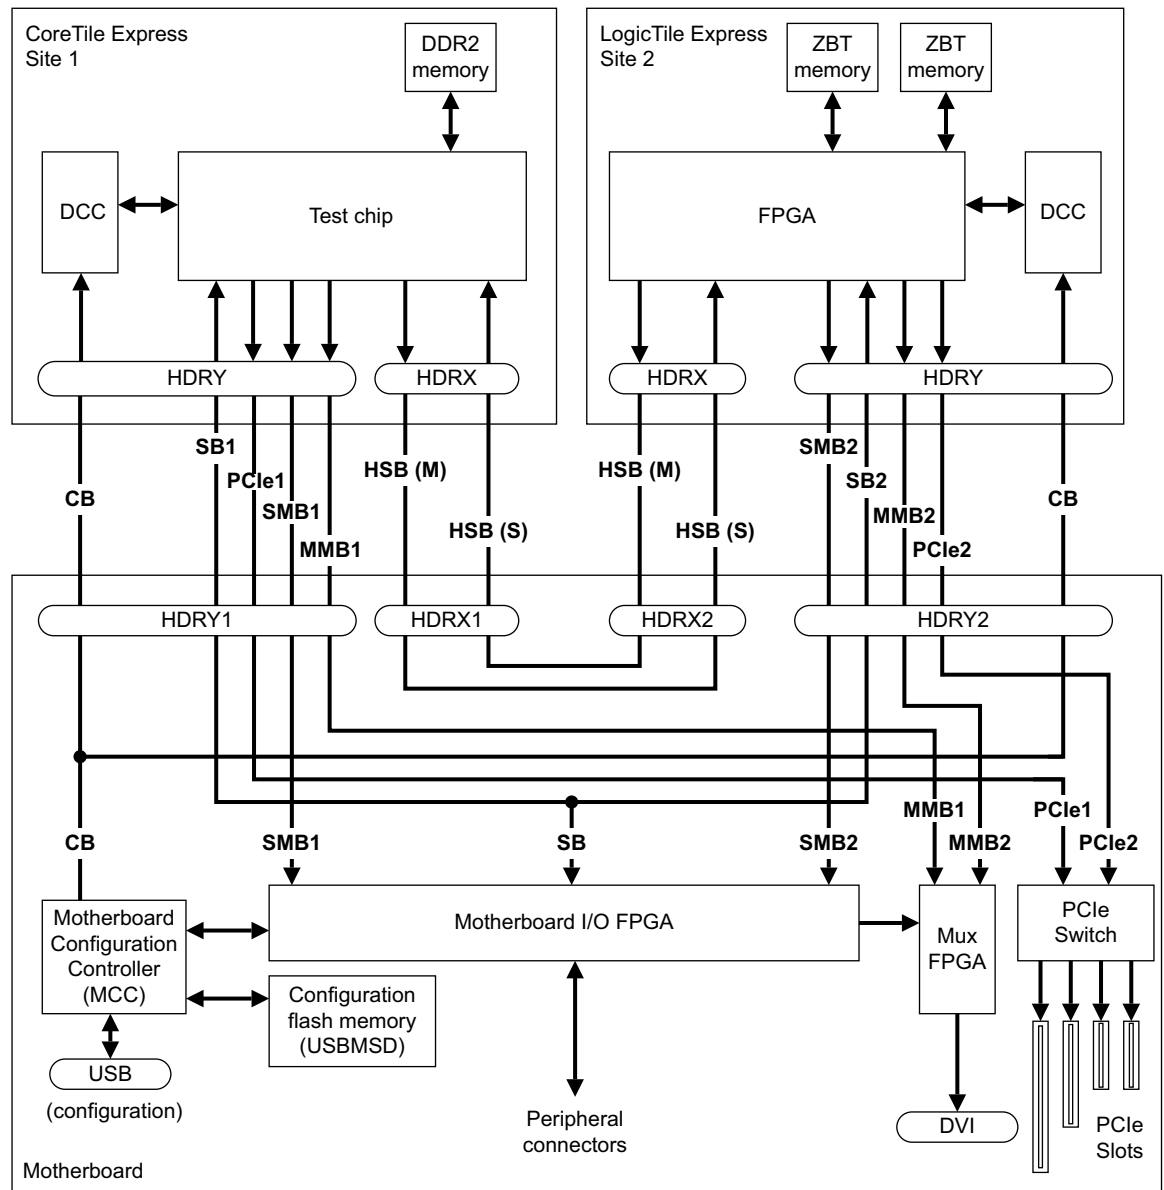 CoreTile Express
Site 1
DDR2
memory
LogicTile Express
Site 2
ZBT
memory
ZBT
memory
DCC
Test chip
FPGA
DCC
HDRY
HDRX
HDRX
HDRY
SB1
PCIe1
SMB1
MMB1
CB
HSB (M)
HSB (S)
HSB (M)
HSB (S)
SMB2
SB2
MMB2
PCIe2
CB
HDRY1
HDRX1
HDRX2
HDRY2
CB
SMB1
SB
SMB2
MMB1
MMB2
PCIe1
PCIe2
Motherboard
Configuration
Controller
(MCC)
Motherboard I/O FPGA
Mux
FPGA
PCIe
Switch
Configuration
flash memory
(USBMSD)
USB
(configuration)
Peripheral
connectors
DVI
PCIe
Slots
Motherboard